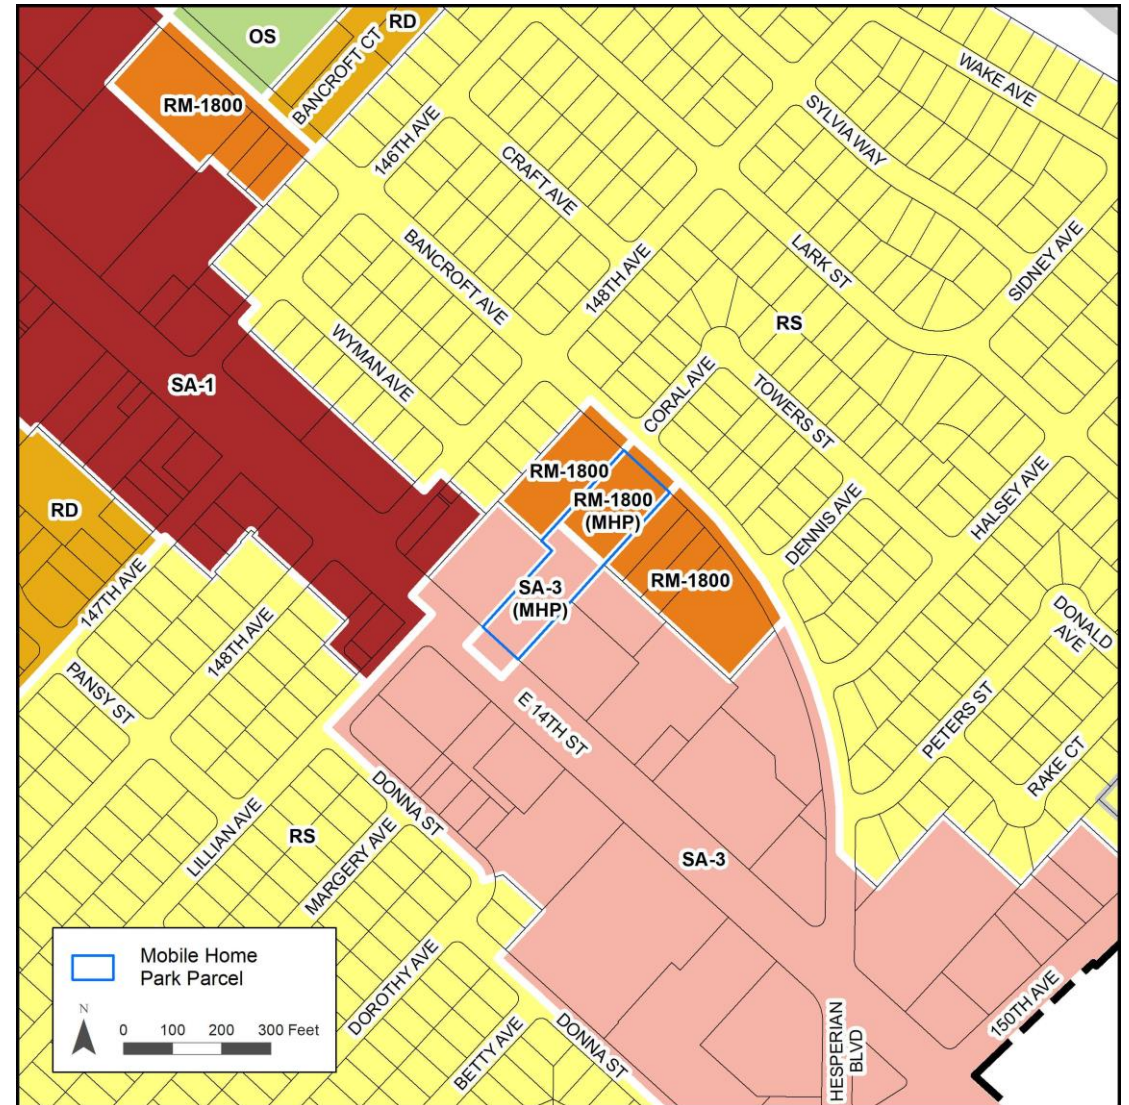 OS
RD
BANCROFT CT
RM-1800
WAKE AVE
SYLVIA WAY
146TH AVE
CRAFT AVE
BANCROFT AVE
148TH AVE
LARK ST
SIDNEY AVE
RS
WYMAN AVE
SA-1
CORAL AVE
TOWERS ST
RM-1800
RM-1800
(MHP)
HALSEY AVE
DENNIS AVE
RD
147TH AVE
SA-3
(MHP)
RM-1800
DONALD
AVE
148TH AVE
PANSY ST
E 14TH ST
PETERS ST
RAKE CT
DONNA ST
LILLIAN AVE
RS
MARGERY AVE
SA-3
Mobile Home
Park Parcel
N
0 100 200 300 Feet
DOROTHY AVE
BETTY AVE
DONNA ST
HESPERIAN
BLVD
150TH AVE